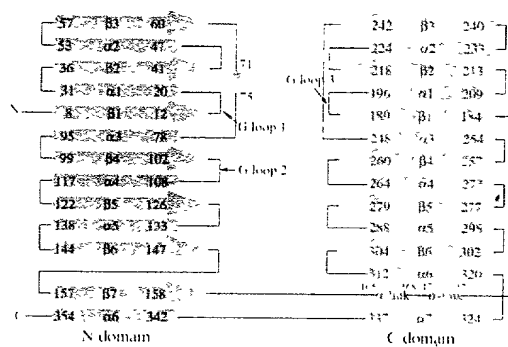 57 β3 60 242 β3 240
53 α2 47 224 α2 233
36 β2 41 71 218 β2 213
31 α1 20 75 G loop 3 196 α1 209
N 8 β1 12 189 β1 184
95 α3 78 G loop 1 248 α3 254
99 β4 102 260 β4 257
117 α4 108 G loop 2 264 α4 273
122 β5 126 279 β5 277
138 α5 133 288 α5 298
144 β6 147 304 β6 302
312 α6 320
157 β7 158
C 354 α6 342 337 α7 324
N domain C domain